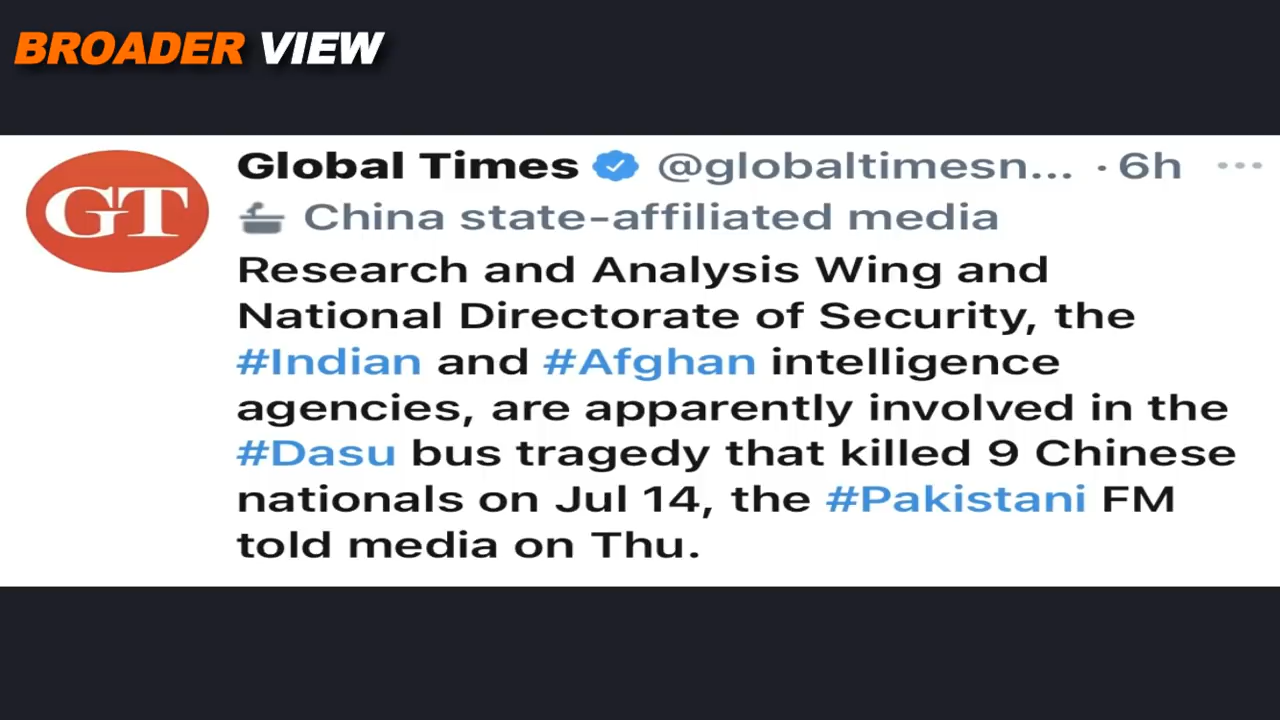 BROADER VIEW
GT
Global Times @globaltimesn... · 6h ...
China state-affiliated media
Research and Analysis Wing and
National Directorate of Security, the
#Indian and #Afghan intelligence
agencies, are apparently involved in the
#Dasu bus tragedy that killed 9 Chinese
nationals on Jul 14, the #Pakistani FM
told media on Thu.